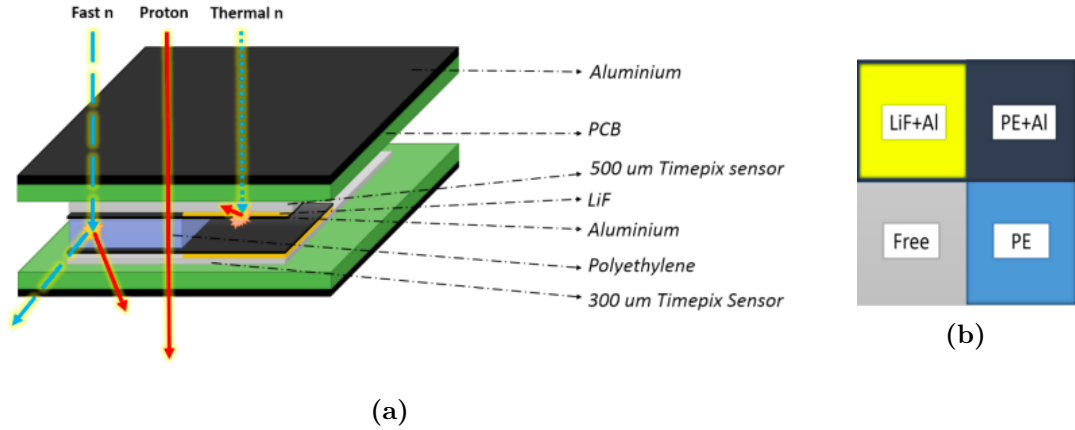 Fast n Proton Thermal n
Aluminium
PCB
500 um Timepix sensor
LiF
Aluminium
Polyethylene
300 um Timepix Sensor
(a)
LiF+Al PE+Al
Free PE
(b)